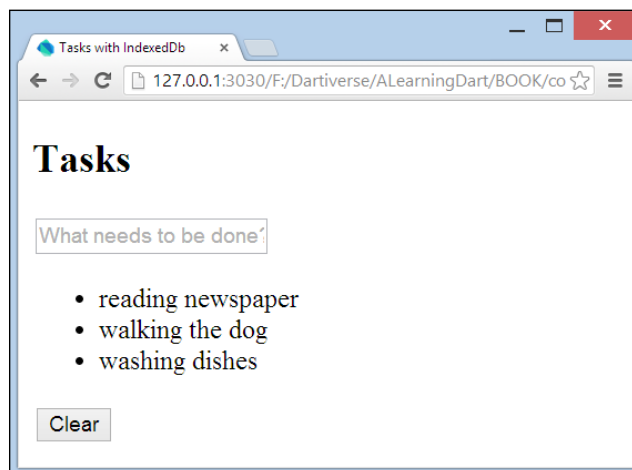 Tasks with IndexedDb
127.0.0.1:3030/F:/Dartiverse/ALearningDart/BOOK/co
Tasks
What needs to be done?
reading newspaper
walking the dog
washing dishes
Clear